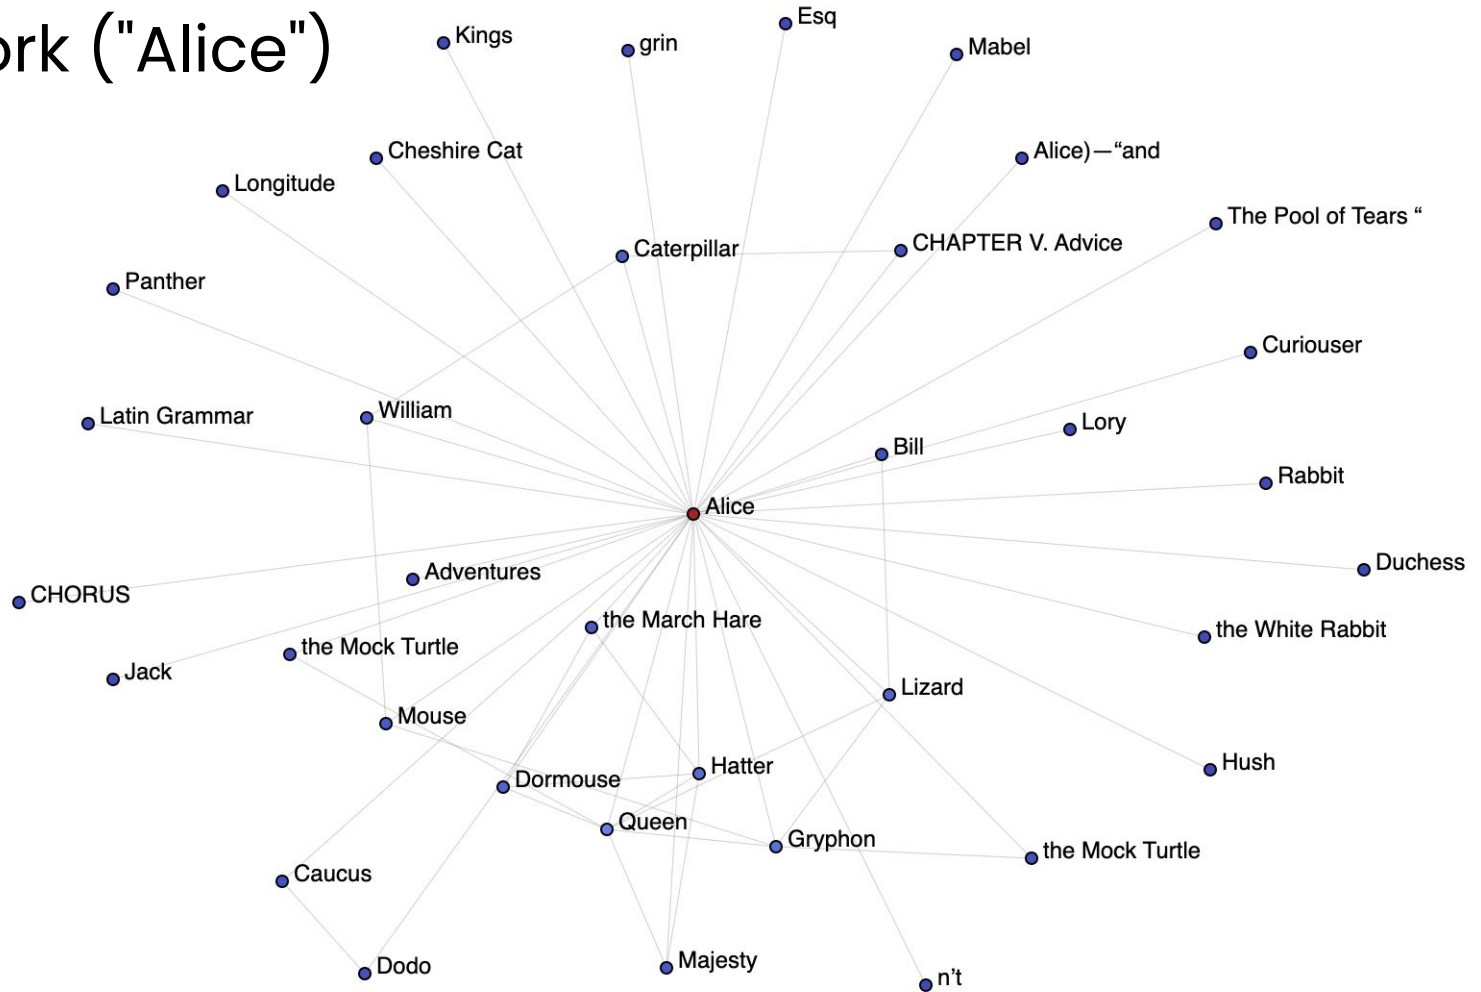 ork ("Alice")
Kings
grin
Esq
Mabel
Cheshire Cat
Alice)—“and
Longitude
The Pool of Tears “
Caterpillar
CHAPTER V. Advice
Panther
Curiouser
Latin Grammar
William
Lory
Bill
Rabbit
Alice
Duchess
Adventures
CHORUS
the March Hare
the White Rabbit
the Mock Turtle
Jack
Lizard
Mouse
Hatter
Hush
Dormouse
Queen
Gryphon
the Mock Turtle
Caucus
Majesty
Dodo
n’t